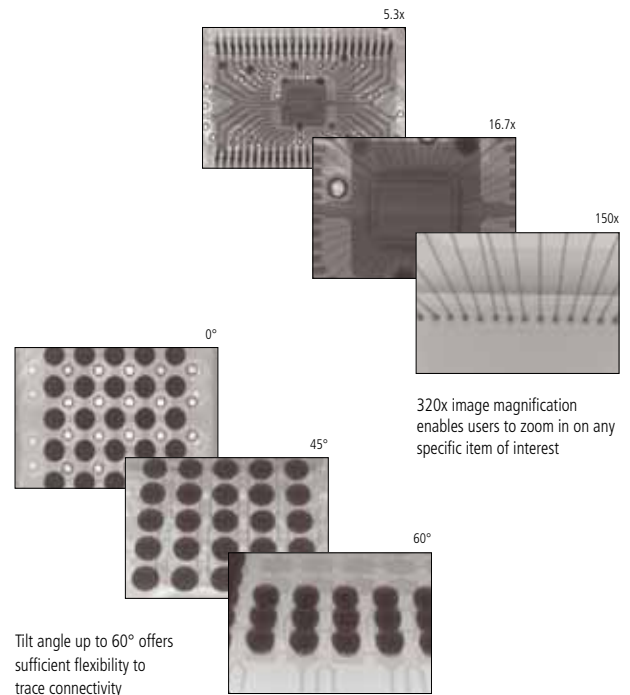 5.3x
16.7x
150x
320x image magnification
enables users to zoom in on any
specific item of interest
0°
45°
60°
Tilt angle up to 60° offers
sufficient flexibility to
trace connectivity